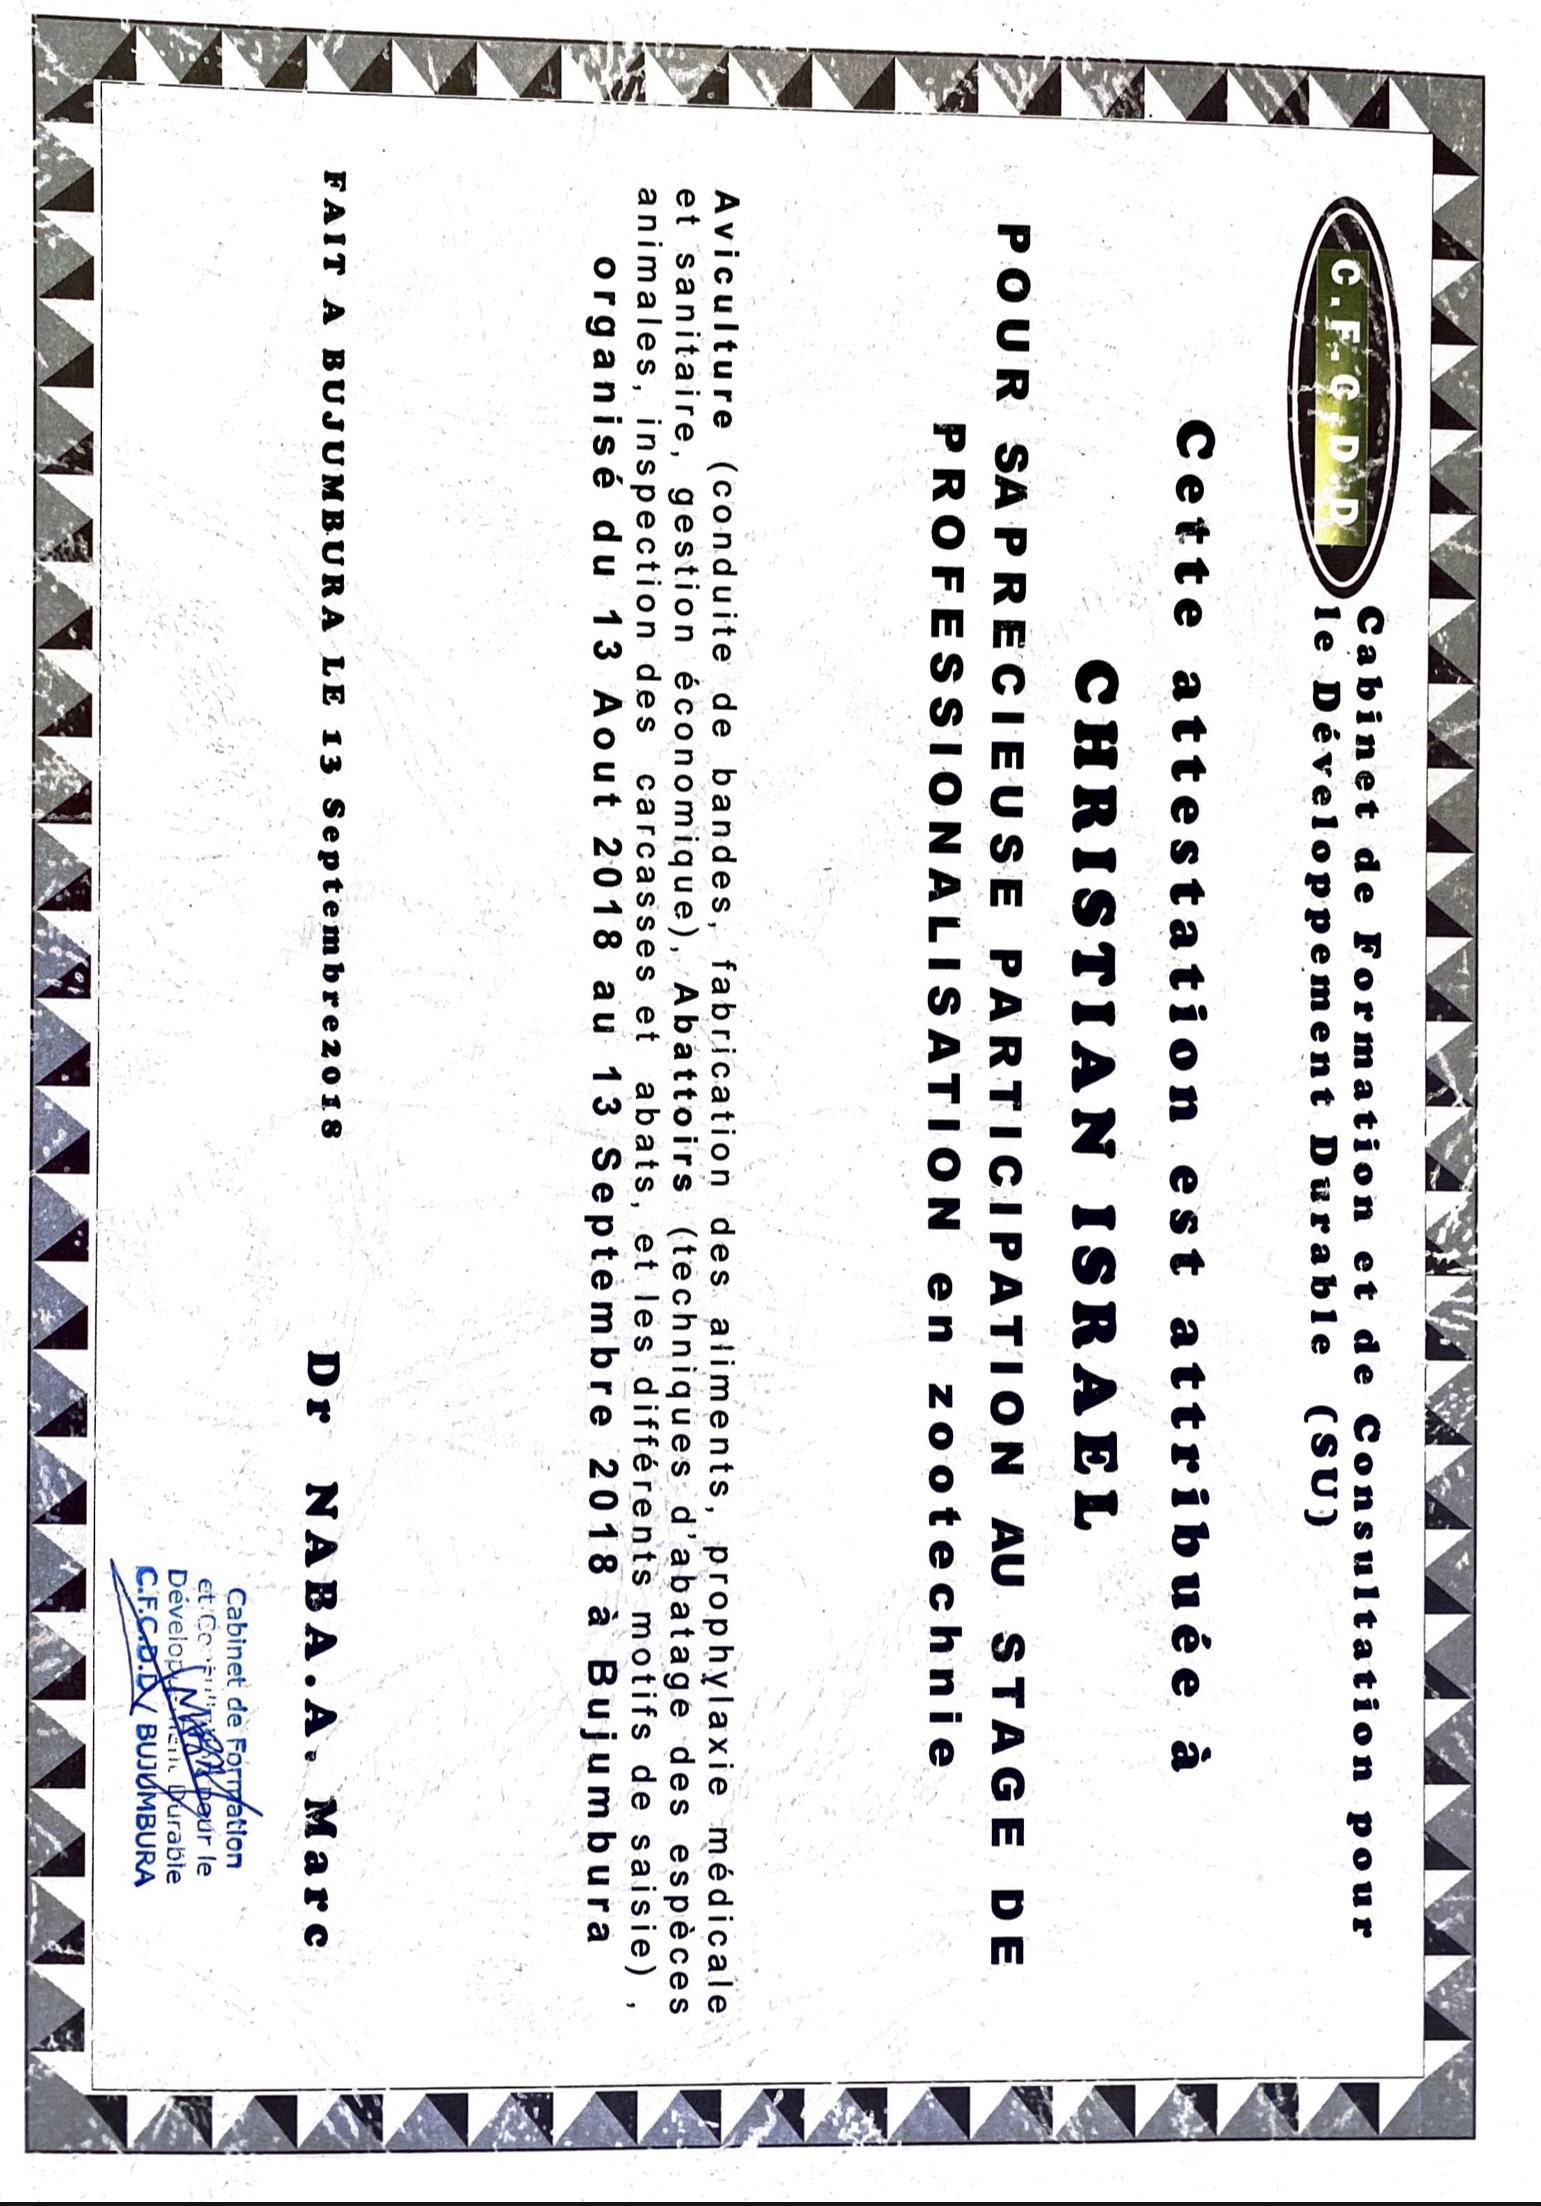 C.F.C.D.D
Cabinet de Formation et de Consultation pour
le Développement Durable (SU)
Cette attestation est attribuée à
CHRISTIAN ISRAEL
POUR SAPRECIEUSE PARTICIPATION AU STAGE DE
PROFESSIONALISATION en zootechnie
Aviculture (conduite de bandes, fabrication des aliments, prophylaxie médicale
et sanitaire, gestion économique), Abattoirs (techniques d'abatage des espèces
animales, inspection des carcasses et abats, et les différents motifs de saisie) ,
organisé du 13 Aout 2018 au 13 Septembre 2018 à Bujumbura
FAIT A BUJUMBURA LE 13 Septembre2018
Dr NABA.A. Marc
Cabinet de Formation
et pour le
Développement Durable
C.F.C.D.D/ BUJUMBURA